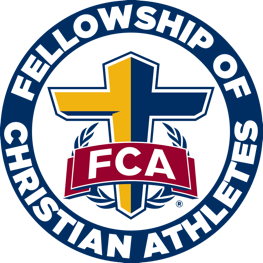 FELLOWSHIP OF
FCA
®
CHRISTIAN ATHLETES